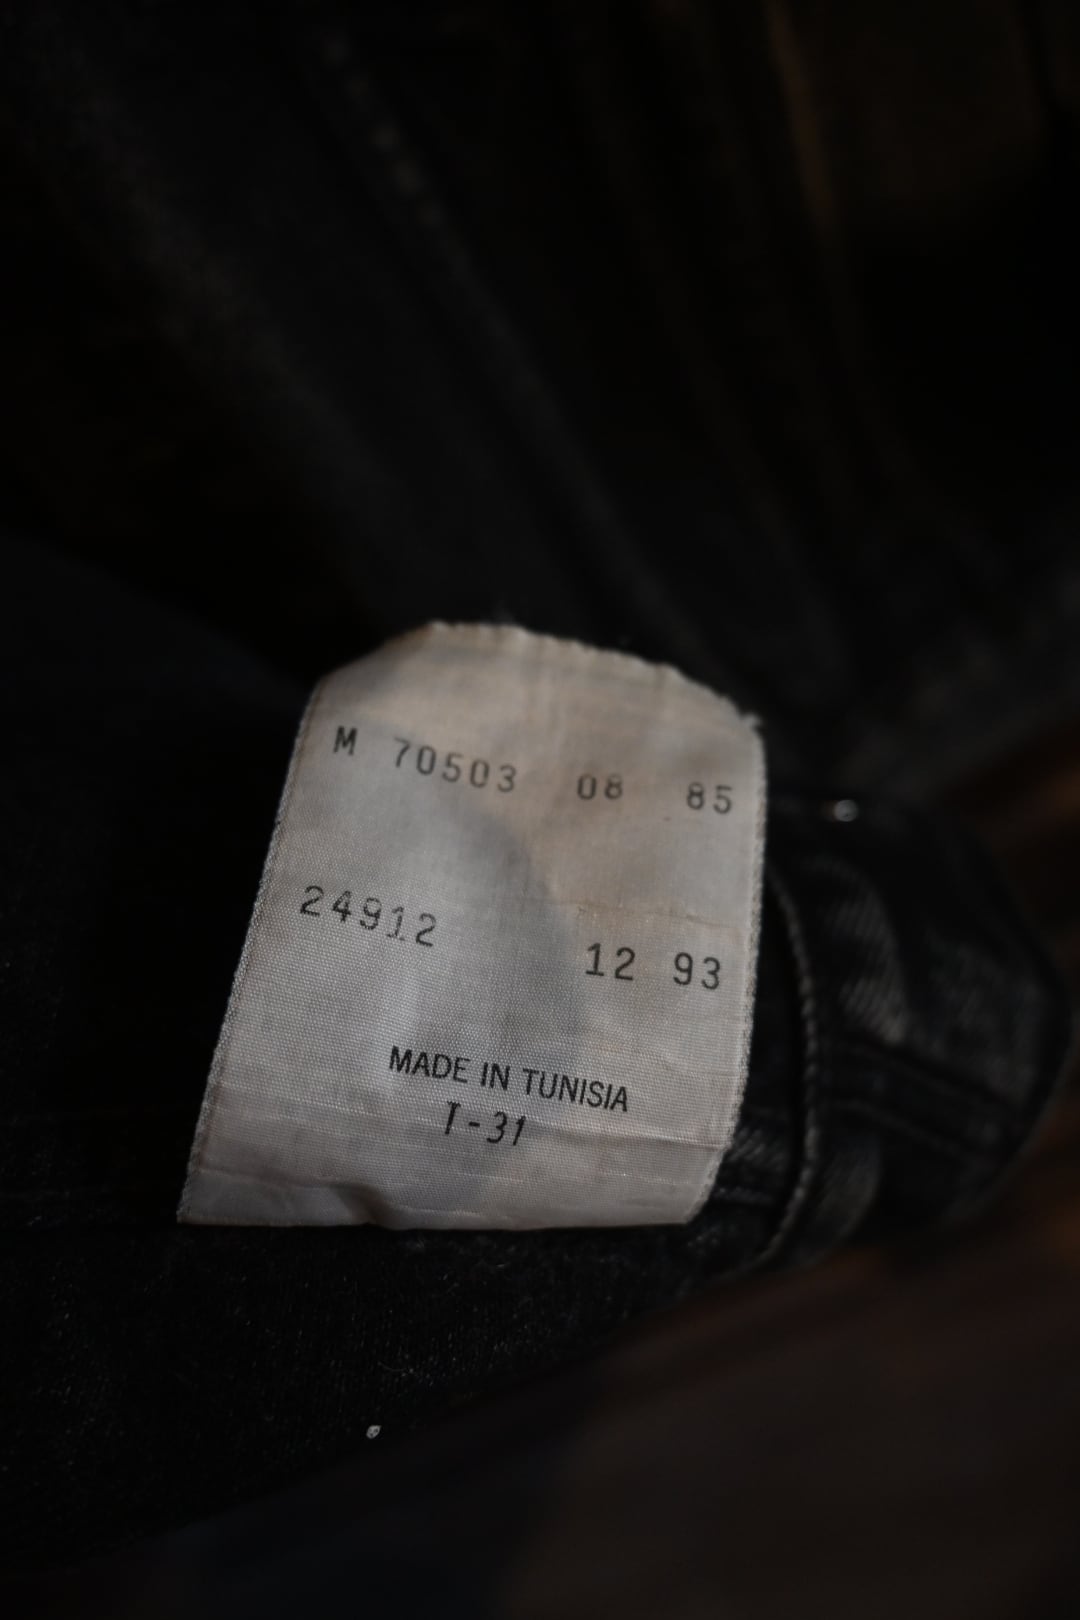 M 70503 08 85
24912 12 93
MADE IN TUNISIA
T-31